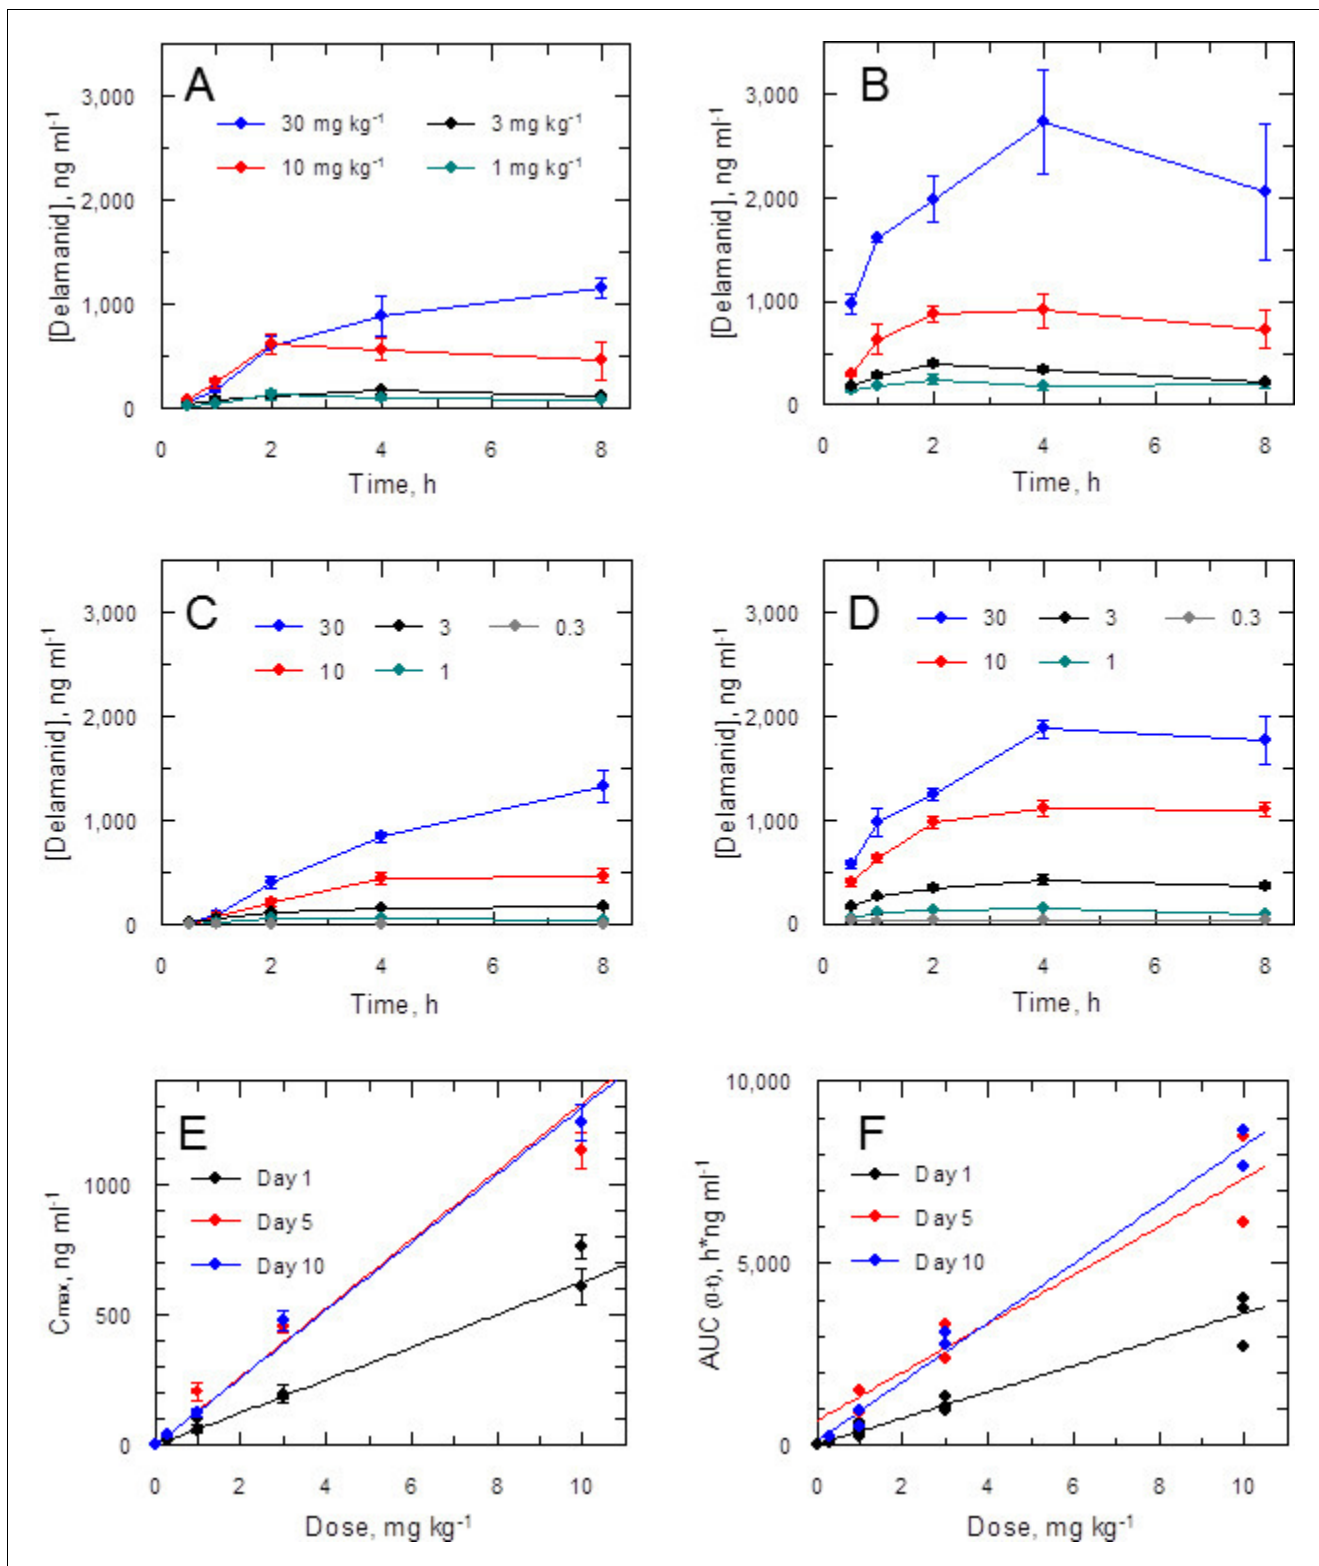 A
[Delamanid], ng ml⁻¹
3,000
2,000
1,000
0
30 mg kg⁻¹
3 mg kg⁻¹
10 mg kg⁻¹
1 mg kg⁻¹
0 2 4 6 8
Time, h
B
[Delamanid], ng ml⁻¹
3,000
2,000
1,000
0
0 2 4 6 8
Time, h
C
[Delamanid], ng ml⁻¹
3,000
2,000
1,000
0
30 3 0.3
10 1
0 2 4 6 8
Time, h
D
[Delamanid], ng ml⁻¹
3,000
2,000
1,000
0
30 3 0.3
10 1
0 2 4 6 8
Time, h
E
Cmax, ng ml⁻¹
1000
500
0
Day 1
Day 5
Day 10
0 2 4 6 8 10
Dose, mg kg⁻¹
F
AUC (0-t), h*ng ml⁻¹
10,000
5,000
0
Day 1
Day 5
Day 10
0 2 4 6 8 10
Dose, mg kg⁻¹